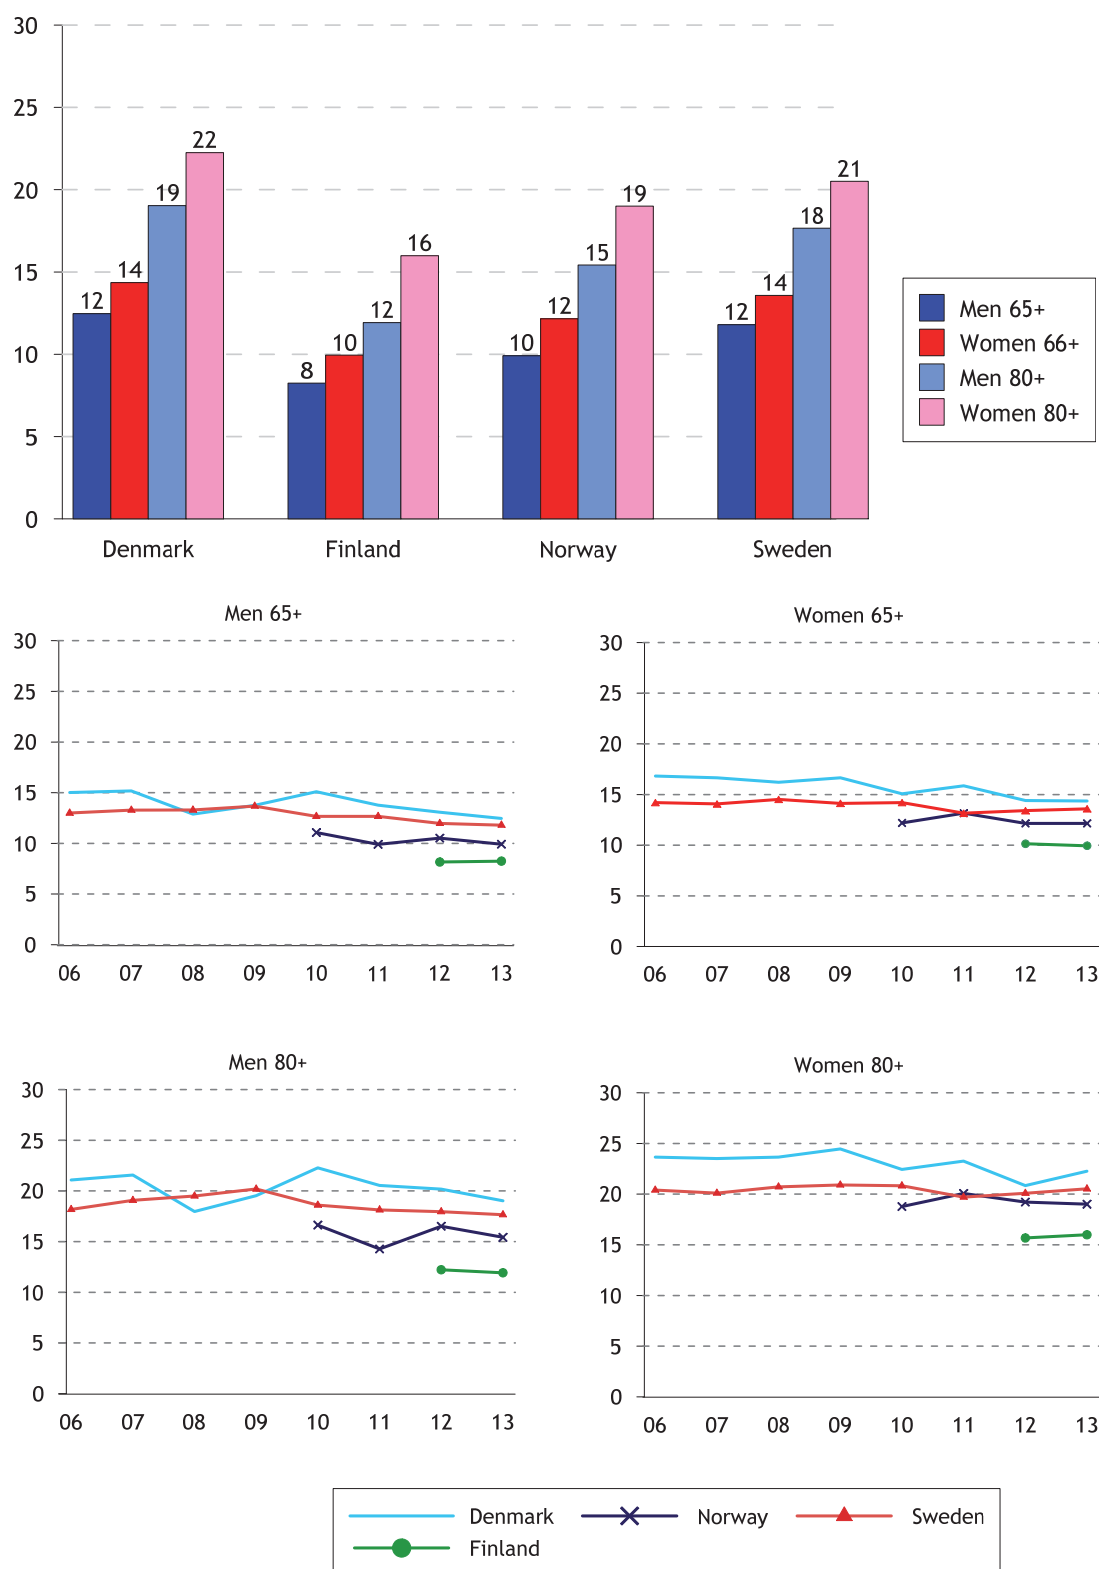 30
25
20
15
10
5
0
12 14 19 22
8 10 12 16
10 12 15 19
12 14 18 21
Denmark Finland Norway Sweden
Men 65+
Women 66+
Men 80+
Women 80+
Men 65+
30
25
20
15
10
5
0
06 07 08 09 10 11 12 13
Women 65+
30
25
20
15
10
5
0
06 07 08 09 10 11 12 13
Men 80+
30
25
20
15
10
5
0
06 07 08 09 10 11 12 13
Women 80+
30
25
20
15
10
5
0
06 07 08 09 10 11 12 13
Denmark Norway Sweden
Finland